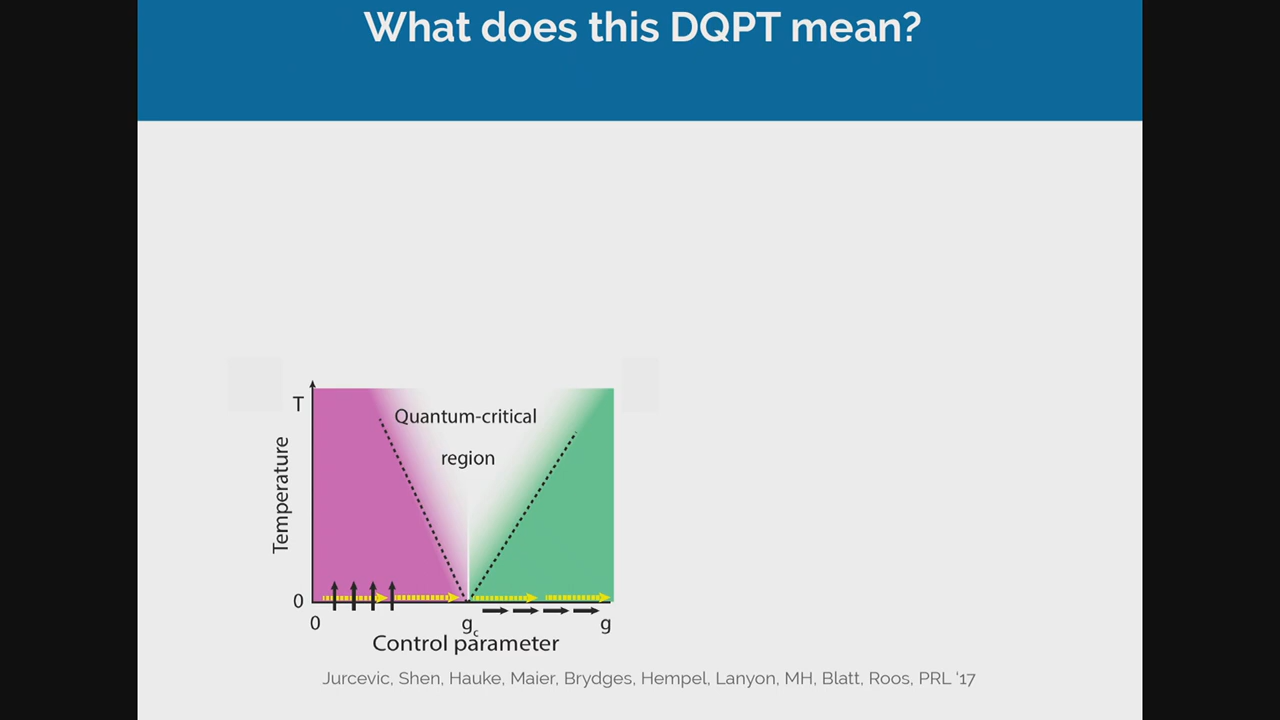 What does this DQPT mean?
T
Quantum-critical
region
Temperature
0
0
g_c
g
Control parameter
Jurcevic, Shen, Hauke, Maier, Brydges, Hempel, Lanyon, MH, Blatt, Roos, PRL '17